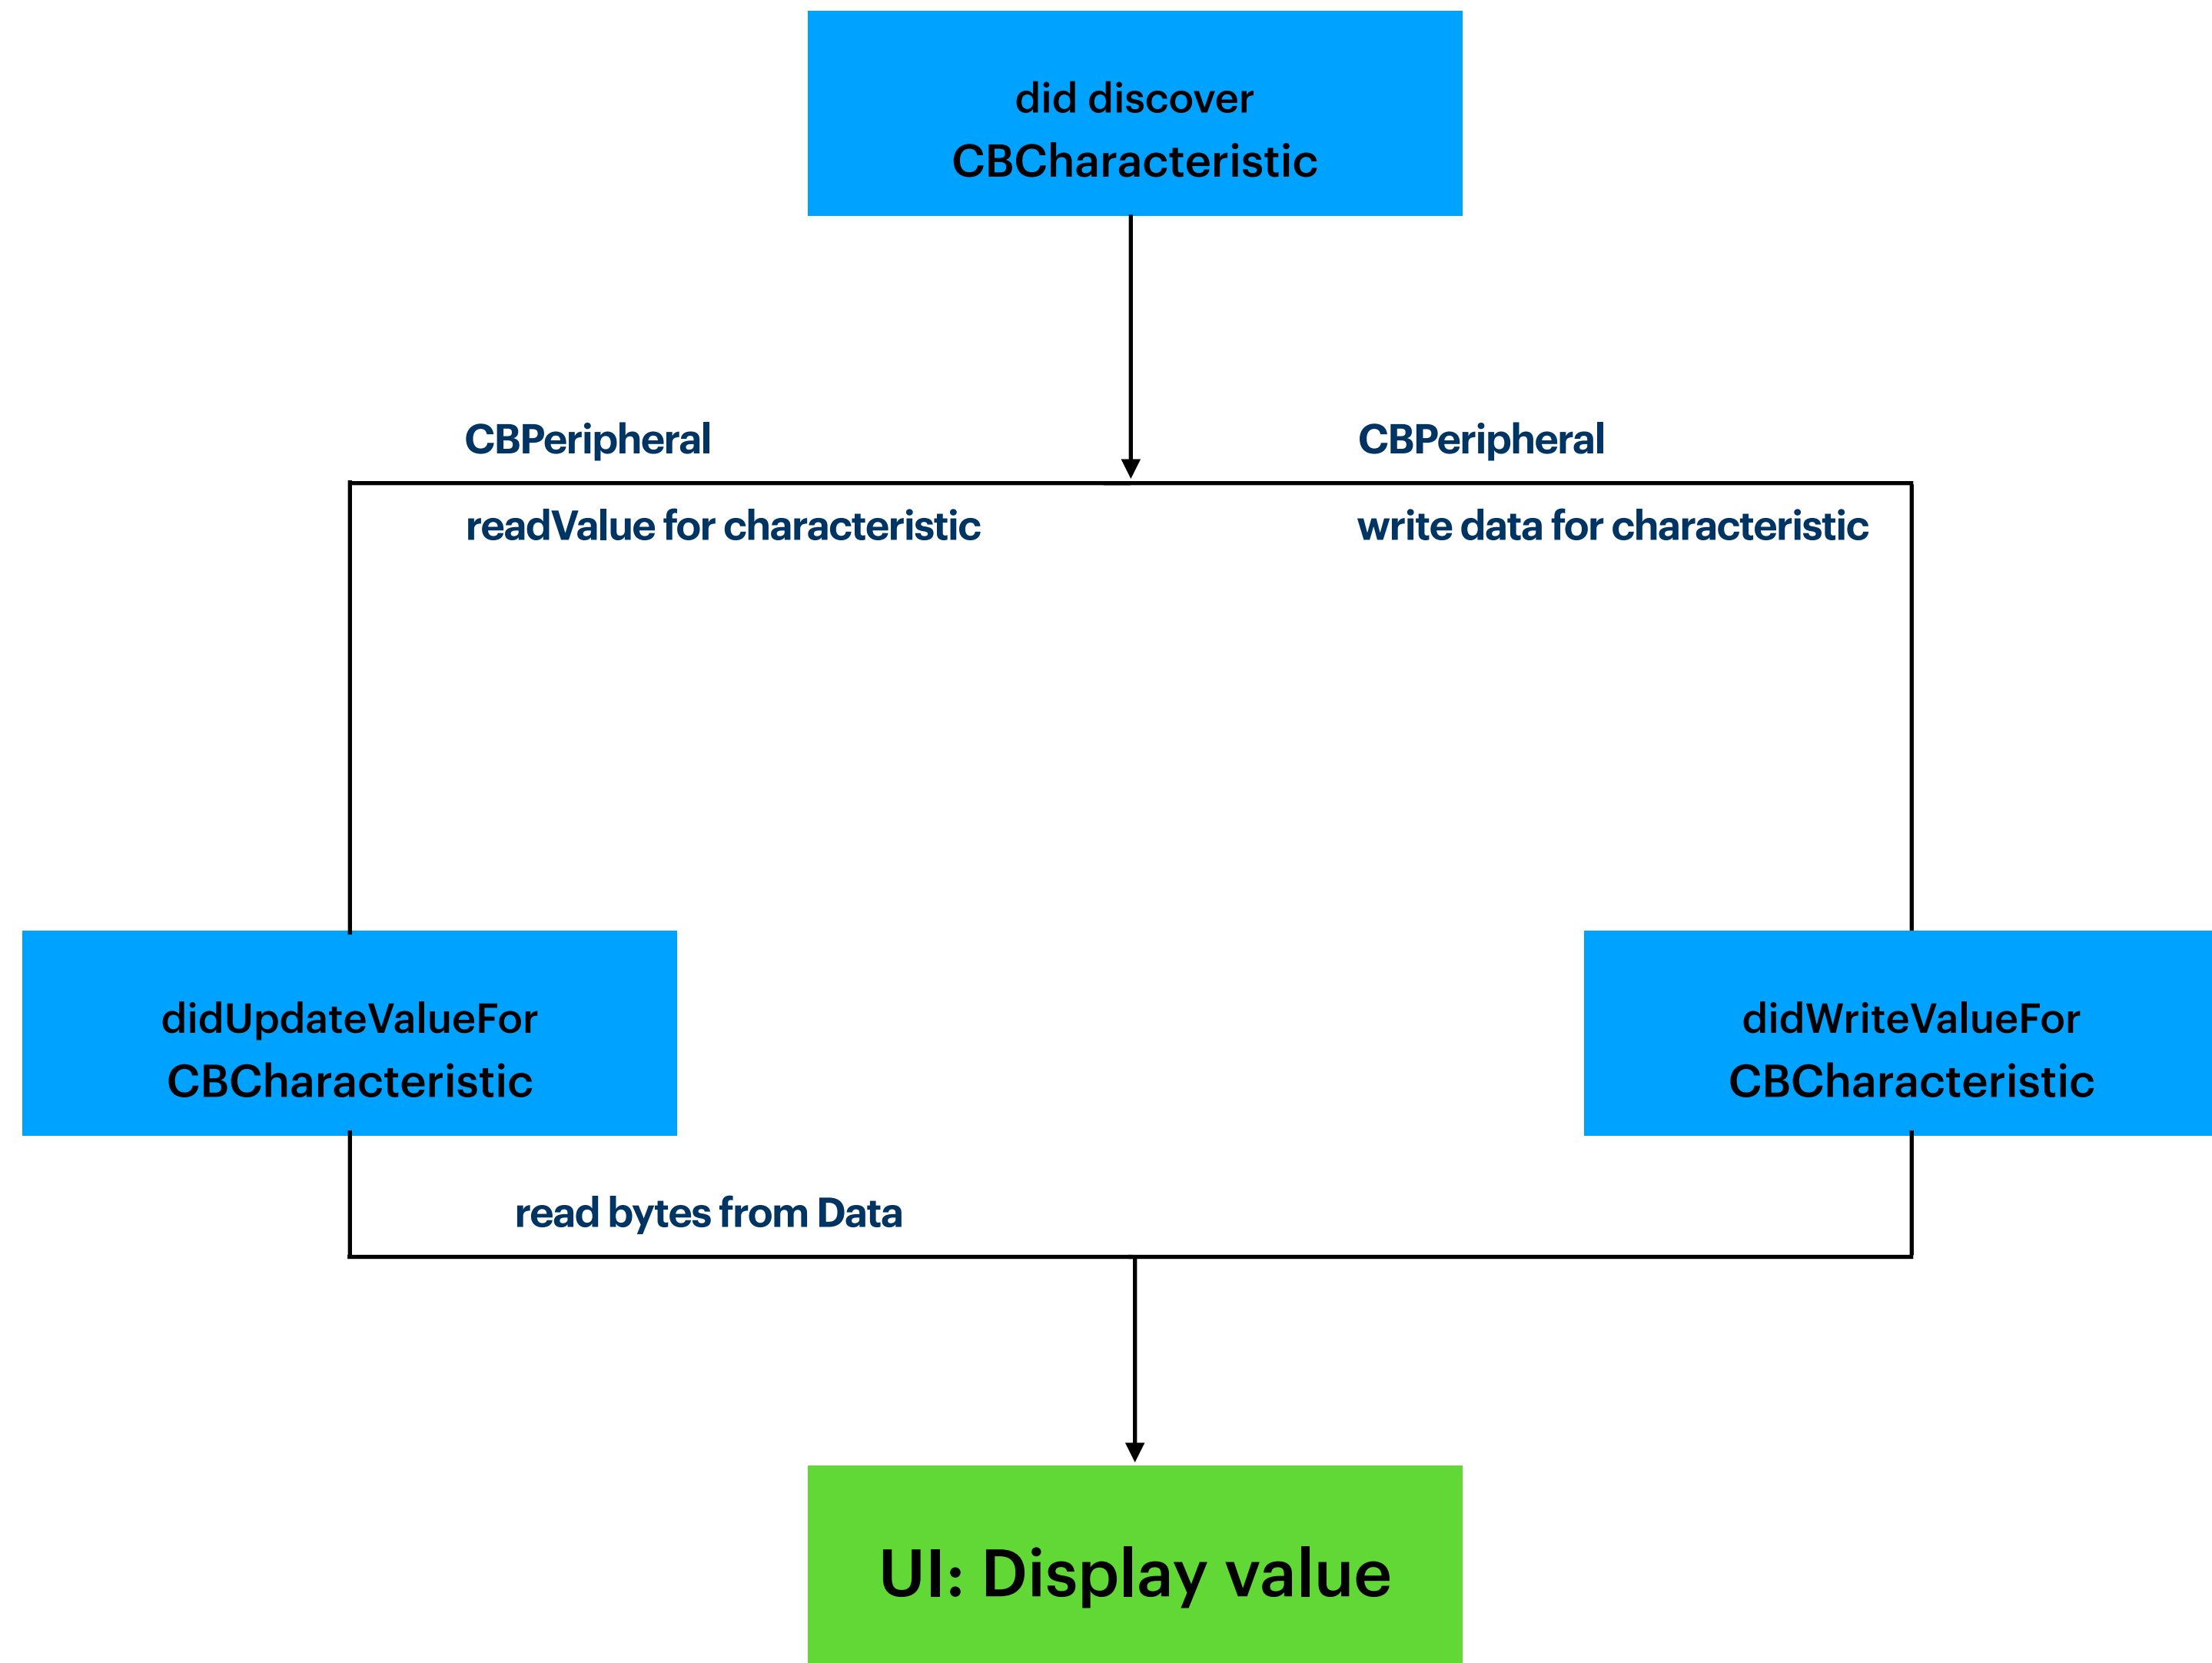 did discover
CBCharacteristic
CBPeripheral
readValue for characteristic
CBPeripheral
write data for characteristic
didUpdateValueFor
CBCharacteristic
didWriteValueFor
CBCharacteristic
read bytes from Data
UI: Display value